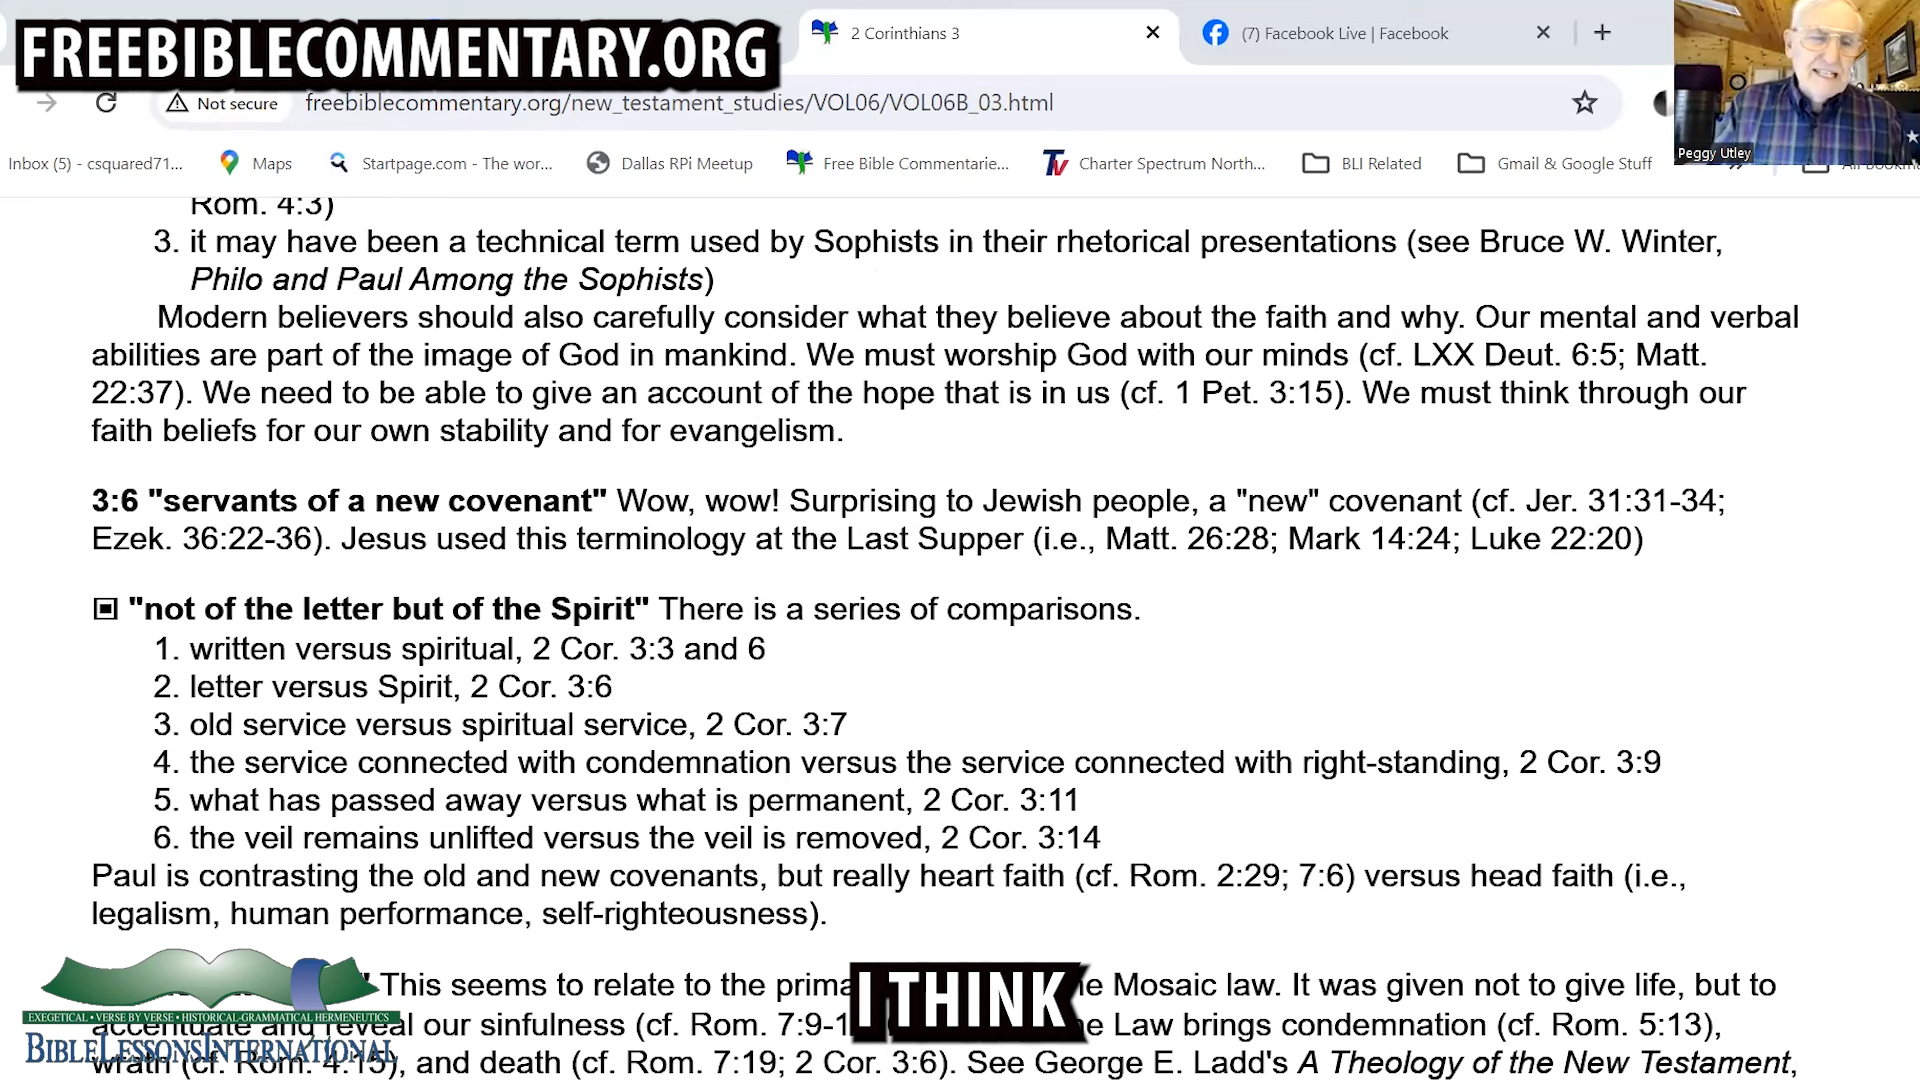 FREEBIBLECOMMENTARY.ORG
2 Corinthians 3
(7) Facebook Live | Facebook
Not secure
freebiblecommentary.org/new_testament_studies/VOL06/VOL06B_03.html
Peggy Utley
Inbox (5) - csquared71...
Maps
Startpage.com - The wor...
Dallas RPi Meetup
Free Bible Commentarie...
Charter Spectrum North...
BLI Related
Gmail & Google Stuff
Rom. 4:3)
3. it may have been a technical term used by Sophists in their rhetorical presentations (see Bruce W. Winter,
Philo and Paul Among the Sophists)
Modern believers should also carefully consider what they believe about the faith and why. Our mental and verbal
abilities are part of the image of God in mankind. We must worship God with our minds (cf. LXX Deut. 6:5; Matt.
22:37). We need to be able to give an account of the hope that is in us (cf. 1 Pet. 3:15). We must think through our
faith beliefs for our own stability and for evangelism.
3:6 "servants of a new covenant" Wow, wow! Surprising to Jewish people, a "new" covenant (cf. Jer. 31:31-34;
Ezek. 36:22-36). Jesus used this terminology at the Last Supper (i.e., Matt. 26:28; Mark 14:24; Luke 22:20)
"not of the letter but of the Spirit" There is a series of comparisons.
1. written versus spiritual, 2 Cor. 3:3 and 6
2. letter versus Spirit, 2 Cor. 3:6
3. old service versus spiritual service, 2 Cor. 3:7
4. the service connected with condemnation versus the service connected with right-standing, 2 Cor. 3:9
5. what has passed away versus what is permanent, 2 Cor. 3:11
6. the veil remains unlifted versus the veil is removed, 2 Cor. 3:14
Paul is contrasting the old and new covenants, but really heart faith (cf. Rom. 2:29; 7:6) versus head faith (i.e.,
legalism, human performance, self-righteousness).
This seems to relate to the Mosaic law. It was given not to give life, but to
I THINK
EXEGETICAL • VERSE BY VERSE • HISTORICAL-GRAMMATICAL HERMENEUTICS
accentuate and reveal our sinfulness (cf. Rom. Law brings condemnation (cf. Rom. 5:13),
BIBLELESSONSINTERNATIONAL
wrath (cf. Rom. 4:15), and death (cf. Rom. 7:19; 2 Cor. 3:6). See George E. Ladd's A Theology of the New Testament,